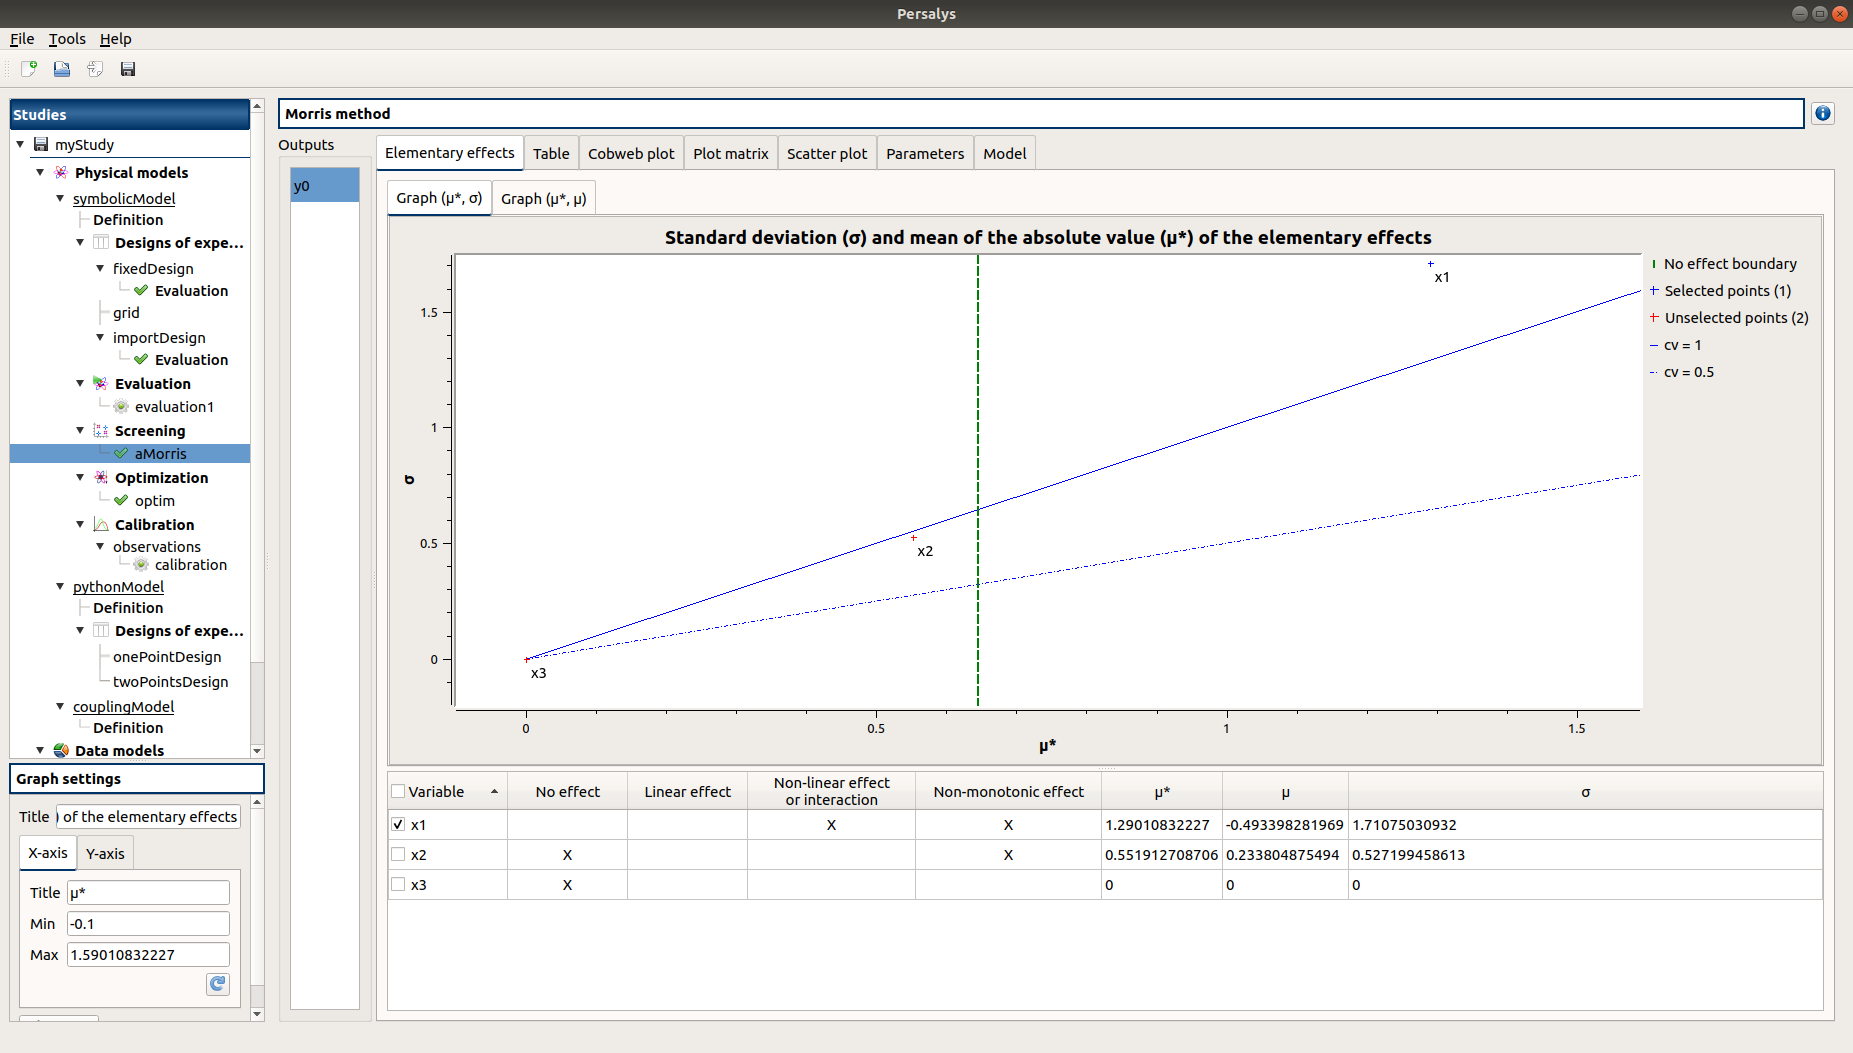 Persalys
File Tools Help
Studies
myStudy
Physical models
symbolicModel
Definition
Designs of expe...
fixedDesign
Evaluation
grid
importDesign
Evaluation
Evaluation
evaluation1
Screening
aMorris
Optimization
optim
Calibration
observations
calibration
pythonModel
Definition
Designs of expe...
onePointDesign
twoPointsDesign
couplingModel
Definition
Data models
Graph settings
Title ) of the elementary effects
X-axis Y-axis
Title μ*
Min -0.1
Max 1.59010832227
Morris method
Outputs
y0
Elementary effects Table Cobweb plot Plot matrix Scatter plot Parameters Model
Graph (μ*, σ) Graph (μ*, μ)
Standard deviation (σ) and mean of the absolute value (μ*) of the elementary effects
1.5
1
0.5
0
σ
x1
x2
x3
0 0.5 1 1.5
μ*
No effect boundary
Selected points (1)
Unselected points (2)
cv = 1
cv = 0.5
Variable No effect Linear effect Non-linear effect or interaction Non-monotonic effect μ* μ σ
x1 X X 1.29010832227 -0.493398281969 1.71075030932
x2 X X 0.551912708706 0.233804875494 0.527199458613
x3 X 0 0 0